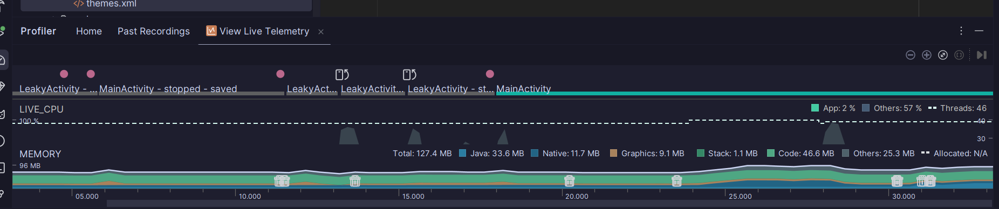 </> themes.xml
Profiler Home Past Recordings View Live Telemetry ×
LeakyActivity - ... MainActivity - stopped - saved LeakyAct... LeakyActivit... LeakyActivity - st... MainActivity
LIVE_CPU App: 2 % Others: 57 % Threads: 46
100 % 40
30
MEMORY Total: 127.4 MB Java: 33.6 MB Native: 11.7 MB Graphics: 9.1 MB Stack: 1.1 MB Code: 46.6 MB Others: 25.3 MB Allocated: N/A
96 MB
05.000 10.000 15.000 20.000 25.000 30.000